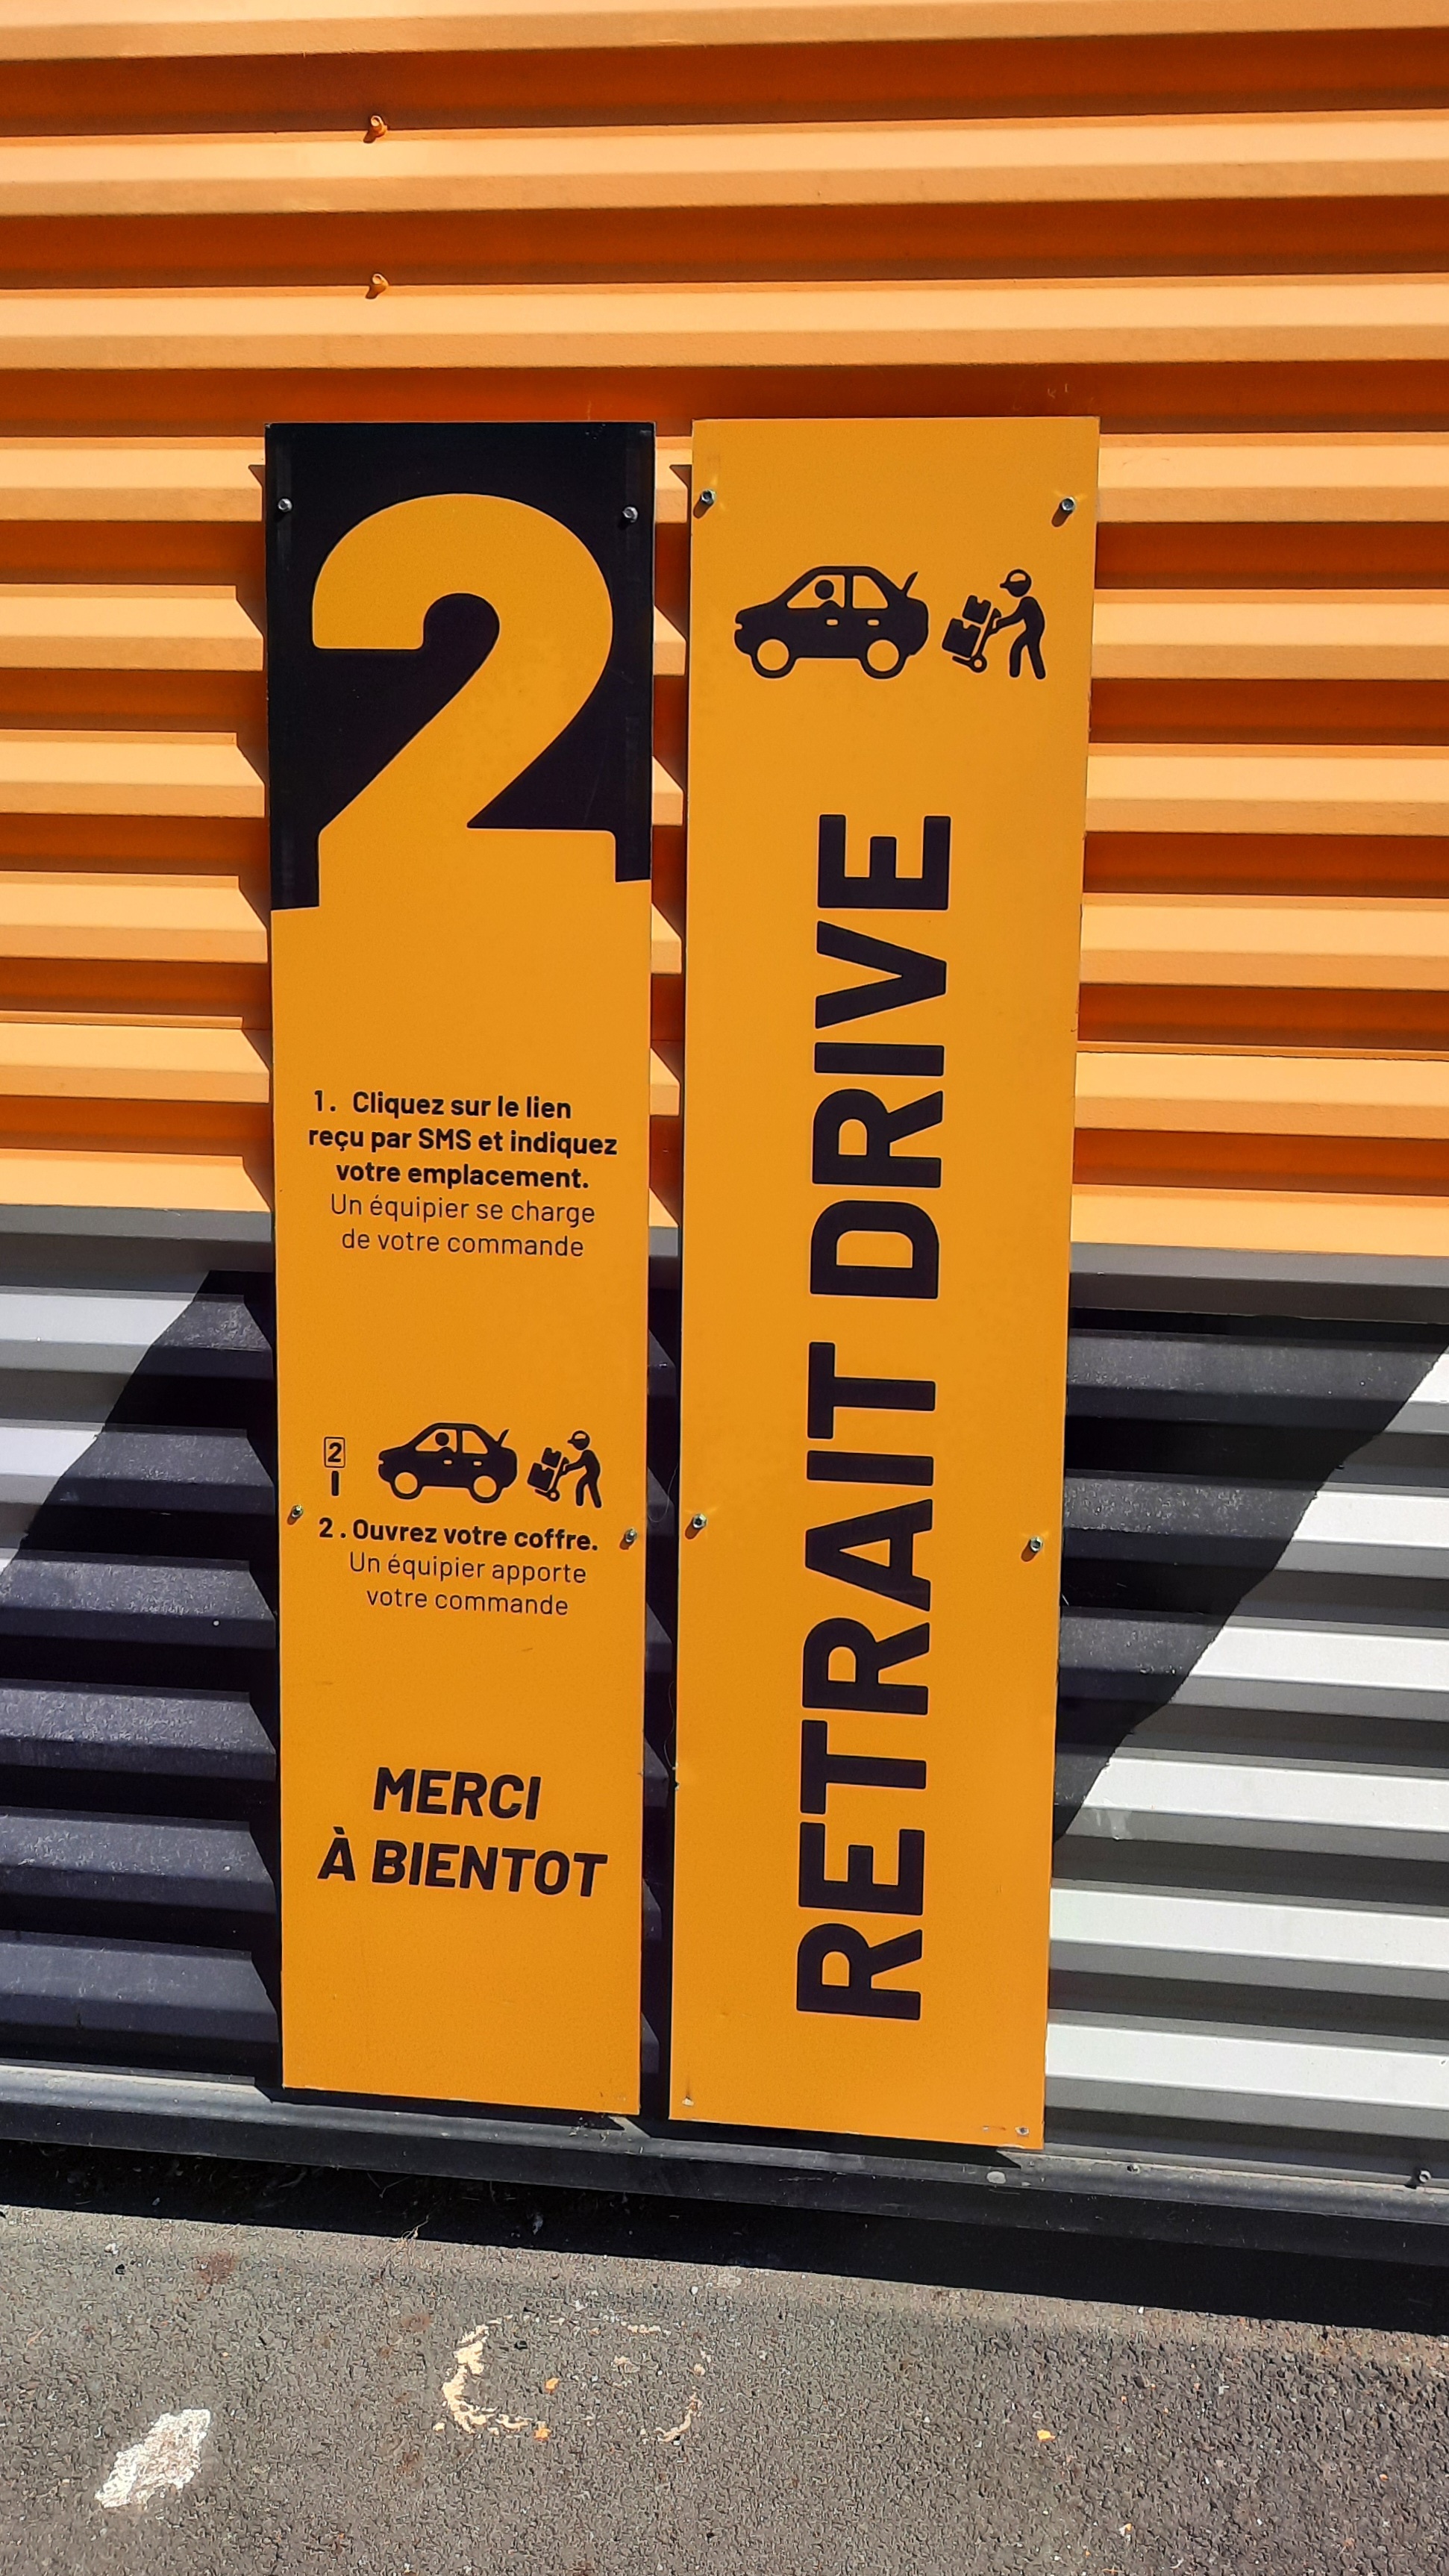 2
1. Cliquez sur le lien
reçu par SMS et indiquez
votre emplacement.
Un équipier se charge
de votre commande
2
2. Ouvrez votre coffre.
Un équipier apporte
votre commande
MERCI
À BIENTOT
RETRAIT DRIVE